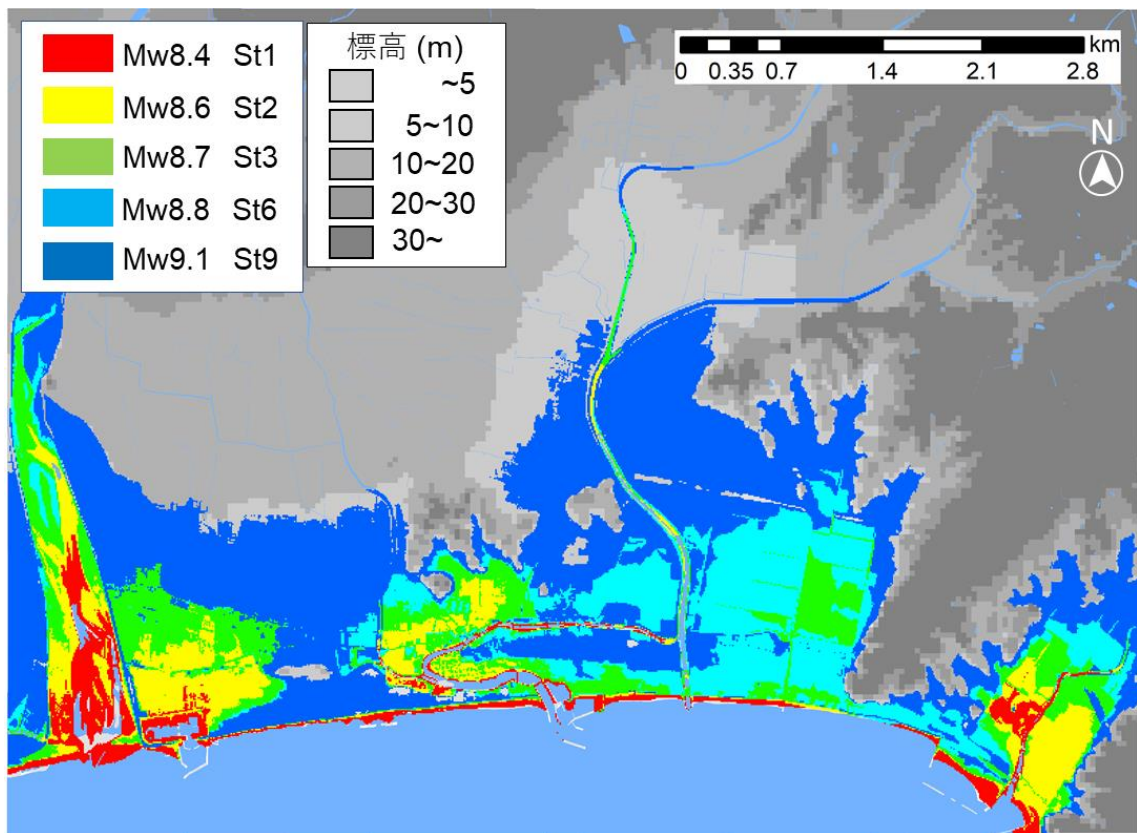 Mw8.4 St1
Mw8.6 St2
Mw8.7 St3
Mw8.8 St6
Mw9.1 St9
標高 (m)
~5
5~10
10~20
20~30
30~
km
0 0.35 0.7 1.4 2.1 2.8
N